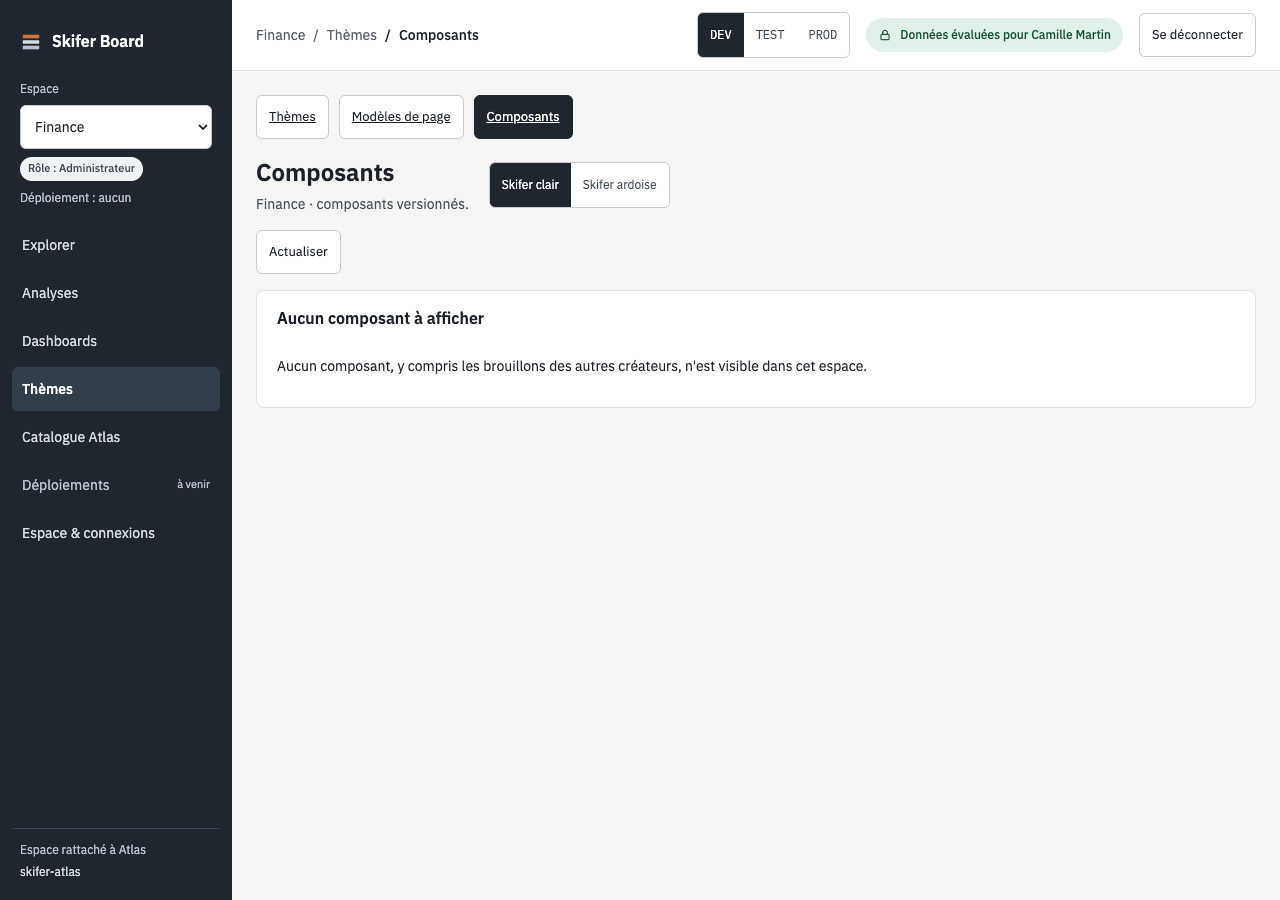 Skifer Board
Espace
Finance
Rôle : Administrateur
Déploiement : aucun
Explorer
Analyses
Dashboards
Thèmes
Catalogue Atlas
Déploiements à venir
Espace & connexions
Espace rattaché à Atlas
skifer-atlas
Finance / Thèmes / Composants
DEV TEST PROD
Données évaluées pour Camille Martin
Se déconnecter
Thèmes Modèles de page Composants
Composants
Finance · composants versionnés.
Skifer clair Skifer ardoise
Actualiser
Aucun composant à afficher
Aucun composant, y compris les brouillons des autres créateurs, n'est visible dans cet espace.